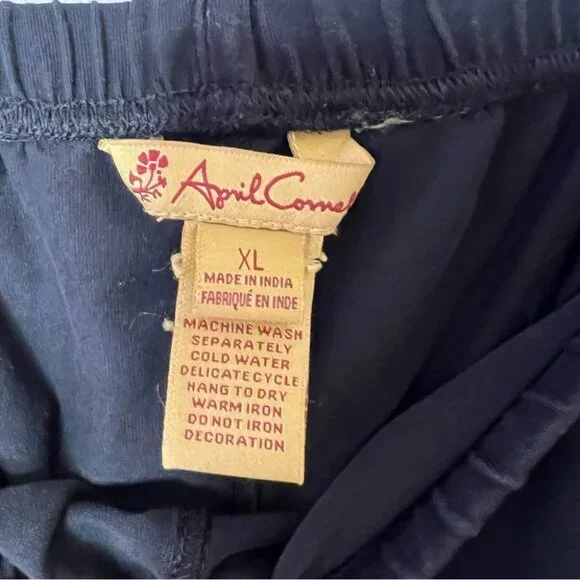 April Cornel
XL
MADE IN INDIA
FABRIQUÉ EN INDE
MACHINE WASH
SEPARATELY
COLD WATER
DELICATE CYCLE
HANG TO DRY
WARM IRON
DO NOT IRON
DECORATION